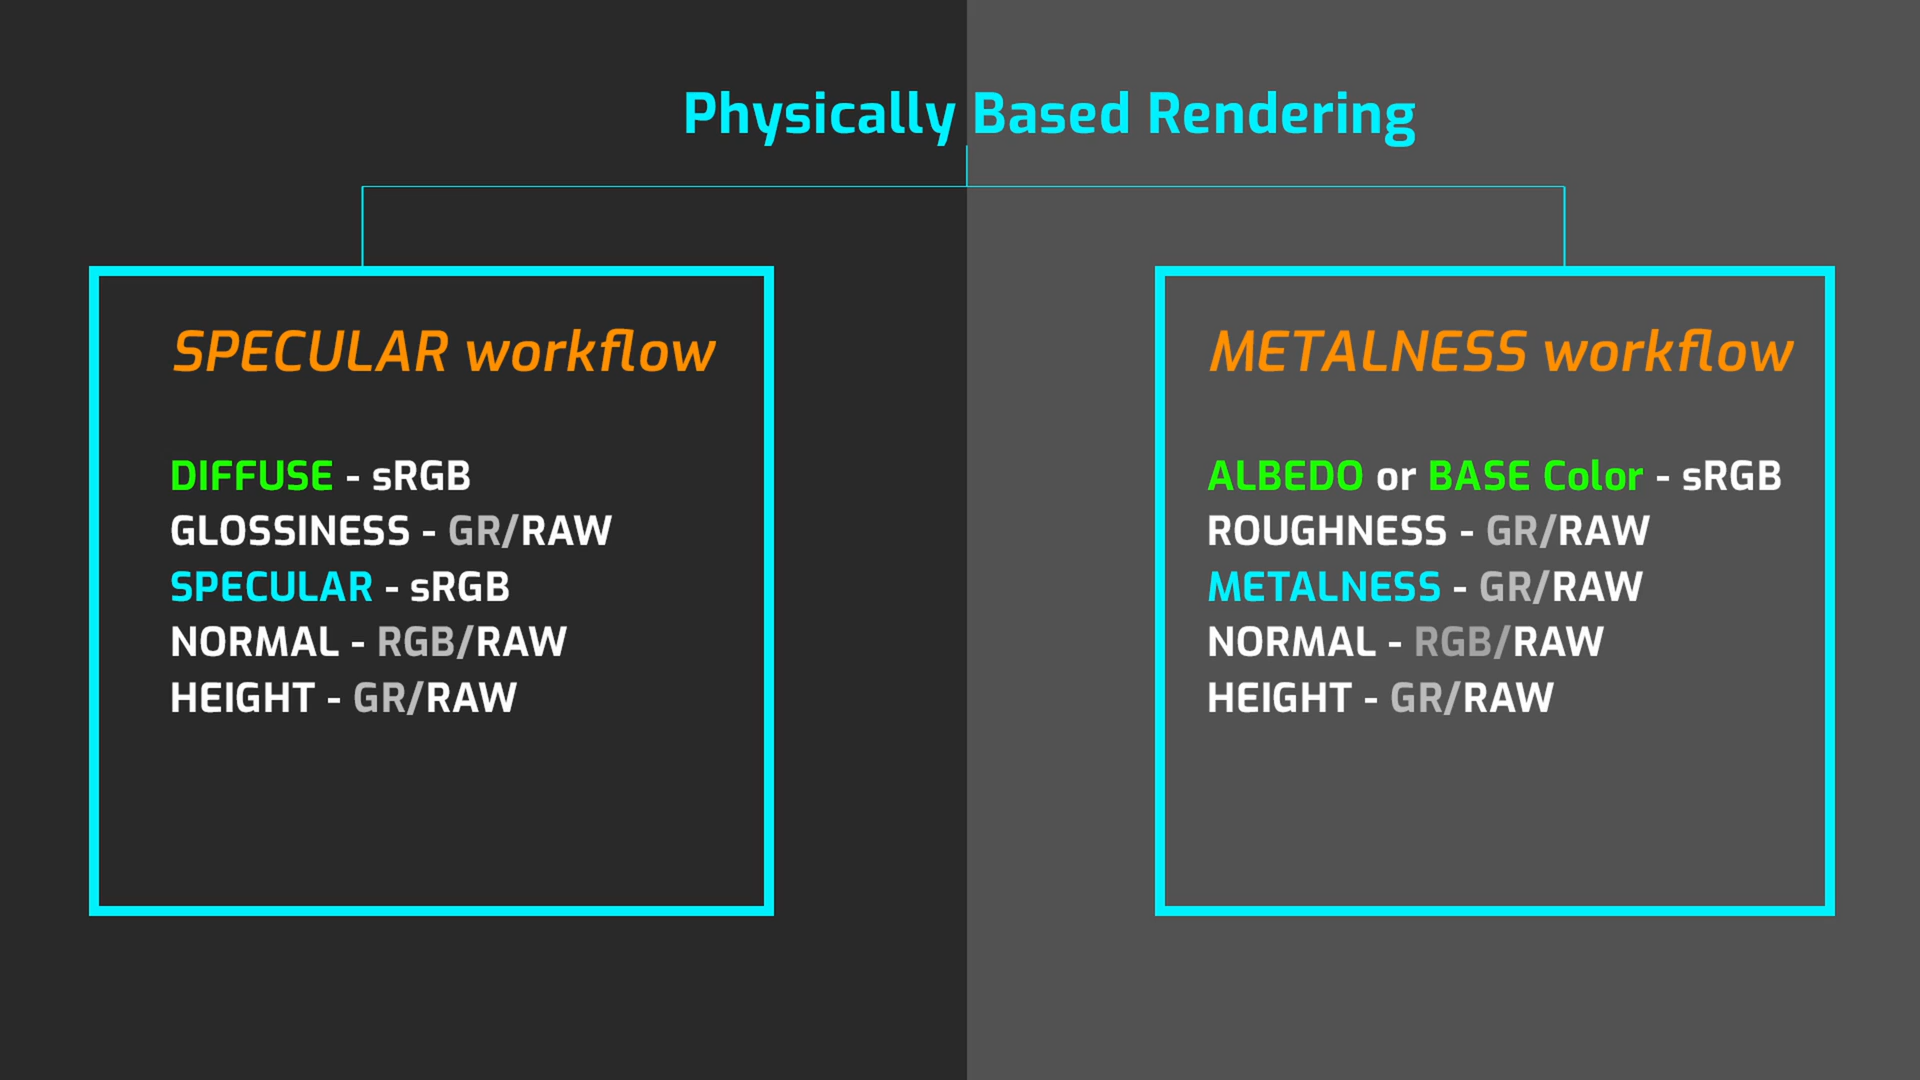 Physically Based Rendering
SPECULAR workflow
DIFFUSE - sRGB
GLOSSINESS - GR/RAW
SPECULAR - sRGB
NORMAL - RGB/RAW
HEIGHT - GR/RAW
METALNESS workflow
ALBEDO or BASE Color - sRGB
ROUGHNESS - GR/RAW
METALNESS - GR/RAW
NORMAL - RGB/RAW
HEIGHT - GR/RAW